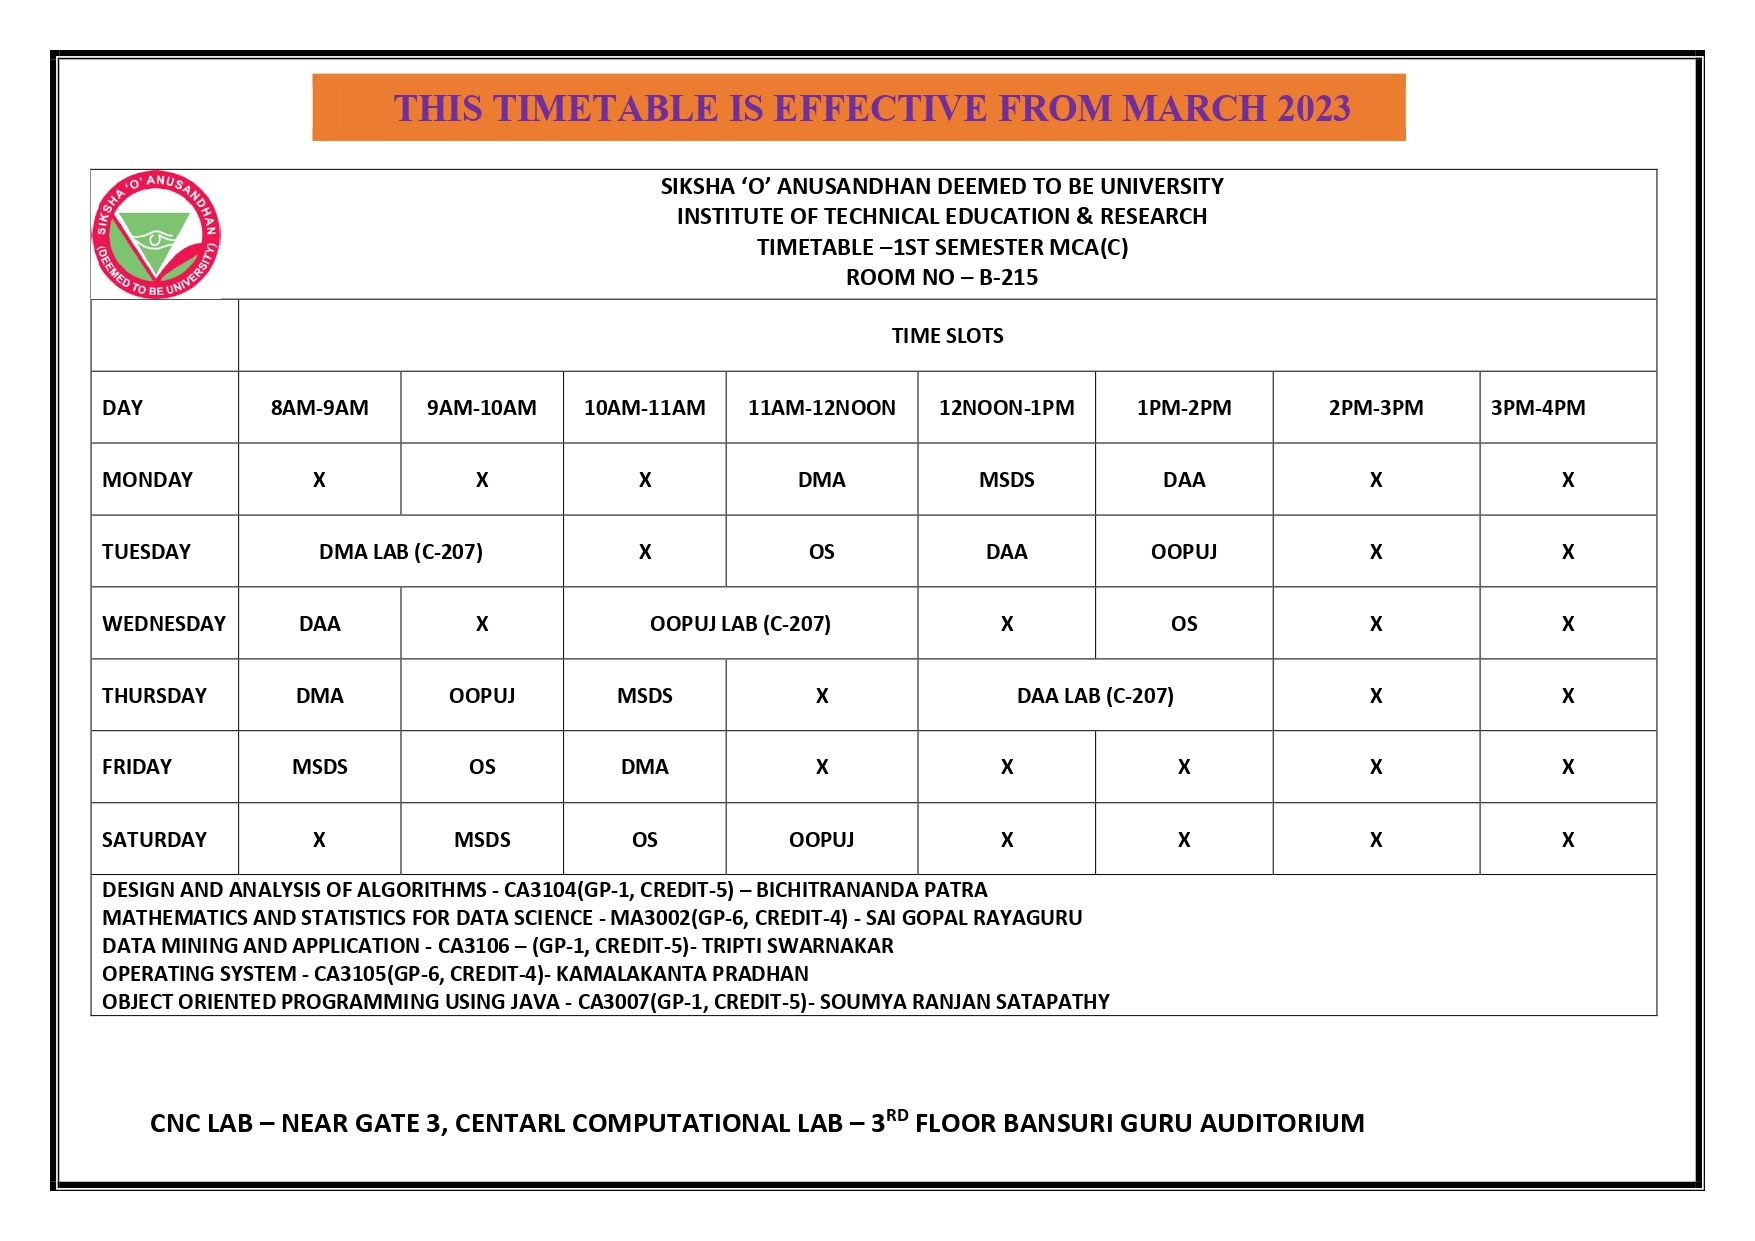 THIS TIMETABLE IS EFFECTIVE FROM MARCH 2023
SIKSHA 'O' ANUSANDHAN
(DEEMED TO BE UNIVERSITY)
SIKSHA ‘O’ ANUSANDHAN DEEMED TO BE UNIVERSITY
INSTITUTE OF TECHNICAL EDUCATION & RESEARCH
TIMETABLE –1ST SEMESTER MCA(C)
ROOM NO – B-215
TIME SLOTS
DAY 8AM-9AM 9AM-10AM 10AM-11AM 11AM-12NOON 12NOON-1PM 1PM-2PM 2PM-3PM 3PM-4PM
MONDAY X X X DMA MSDS DAA X X
TUESDAY DMA LAB (C-207) X OS DAA OOPUJ X X
WEDNESDAY DAA X OOPUJ LAB (C-207) X OS X X
THURSDAY DMA OOPUJ MSDS X DAA LAB (C-207) X X
FRIDAY MSDS OS DMA X X X X X
SATURDAY X MSDS OS OOPUJ X X X X
DESIGN AND ANALYSIS OF ALGORITHMS - CA3104(GP-1, CREDIT-5) – BICHITRANANDA PATRA
MATHEMATICS AND STATISTICS FOR DATA SCIENCE - MA3002(GP-6, CREDIT-4) - SAI GOPAL RAYAGURU
DATA MINING AND APPLICATION - CA3106 – (GP-1, CREDIT-5)- TRIPTI SWARNAKAR
OPERATING SYSTEM - CA3105(GP-6, CREDIT-4)- KAMALAKANTA PRADHAN
OBJECT ORIENTED PROGRAMMING USING JAVA - CA3007(GP-1, CREDIT-5)- SOUMYA RANJAN SATAPATHY
CNC LAB – NEAR GATE 3, CENTARL COMPUTATIONAL LAB – 3RD FLOOR BANSURI GURU AUDITORIUM